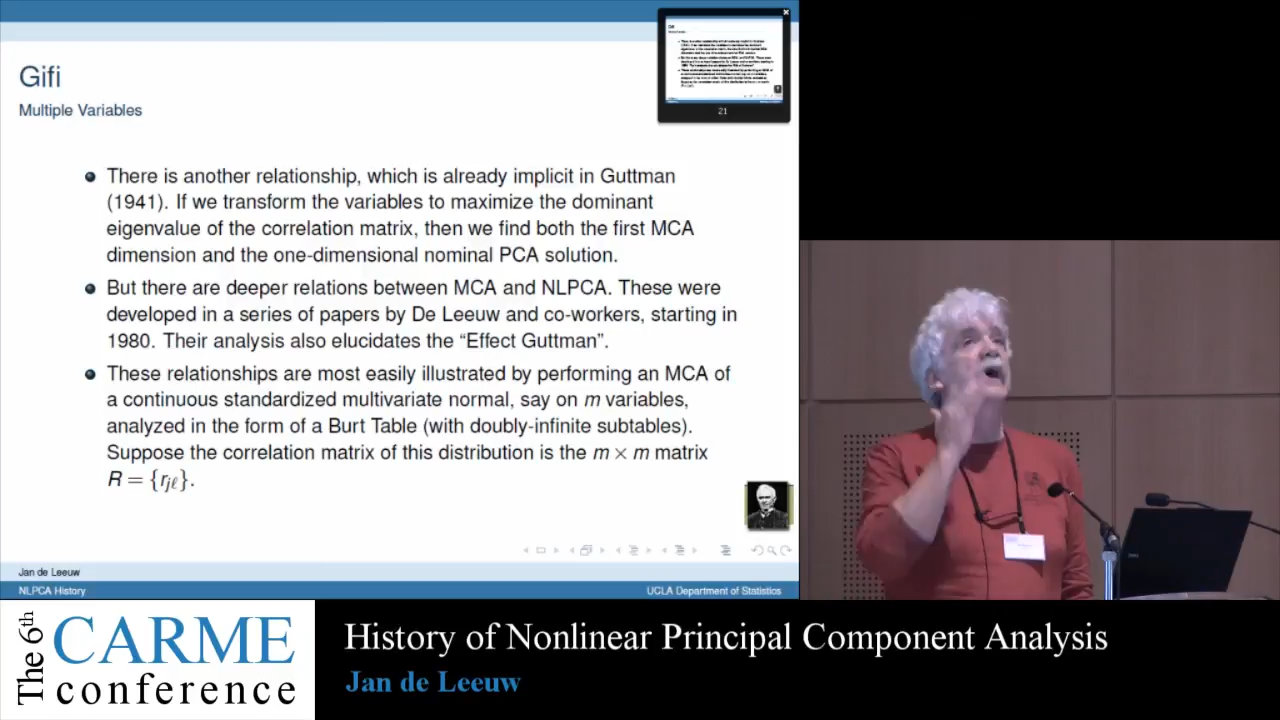 Gifi
Multiple Variables
21
There is another relationship, which is already implicit in Guttman
(1941). If we transform the variables to maximize the dominant
eigenvalue of the correlation matrix, then we find both the first MCA
dimension and the one-dimensional nominal PCA solution.
But there are deeper relations between MCA and NLPCA. These were
developed in a series of papers by De Leeuw and co-workers, starting in
1980. Their analysis also elucidates the “Effect Guttman”.
These relationships are most easily illustrated by performing an MCA of
a continuous standardized multivariate normal, say on m variables,
analyzed in the form of a Burt Table (with doubly-infinite subtables).
Suppose the correlation matrix of this distribution is the m × m matrix
R = {rjℓ}.
Jan de Leeuw
NLPCA History
UCLA Department of Statistics
The 6th
CARME
conference
History of Nonlinear Principal Component Analysis
Jan de Leeuw